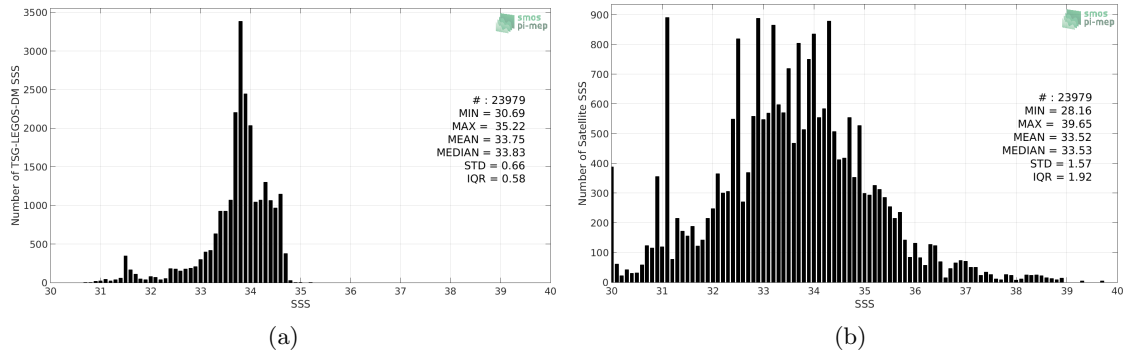 smos
pi-mep
3500
3000
2500
2000
1500
1000
500
0
Number of TSG-LEGOS-DM SSS
# : 23979
MIN = 30.69
MAX = 35.22
MEAN = 33.75
MEDIAN = 33.83
STD = 0.66
IQR = 0.58
30 31 32 33 34 35 36 37 38 39 40
SSS
(a)
smos
pi-mep
900
800
700
600
500
400
300
200
100
0
Number of Satellite SSS
# : 23979
MIN = 28.16
MAX = 39.65
MEAN = 33.52
MEDIAN = 33.53
STD = 1.57
IQR = 1.92
30 31 32 33 34 35 36 37 38 39 40
SSS
(b)